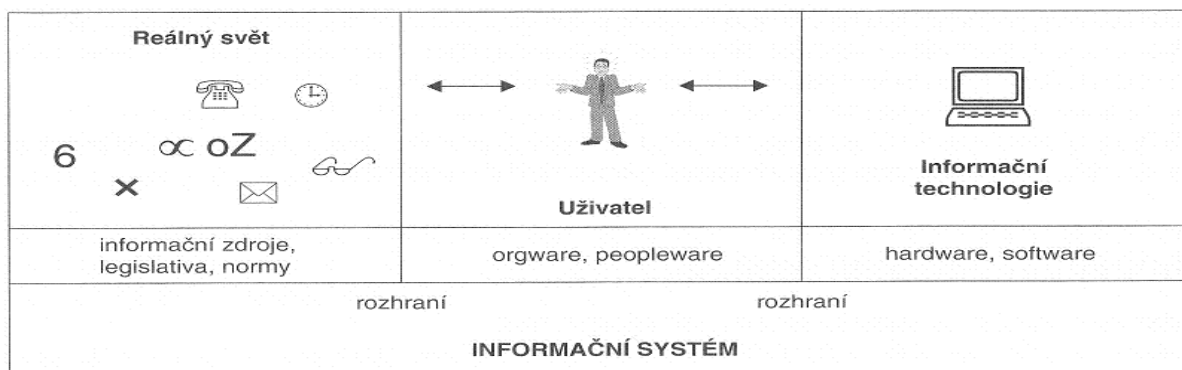 Reálný svět
6
∝ oZ
×
Uživatel
Informační
technologie
informační zdroje,
legislativa, normy
orgware, peopleware
hardware, software
rozhraní
rozhraní
INFORMAČNÍ SYSTÉM